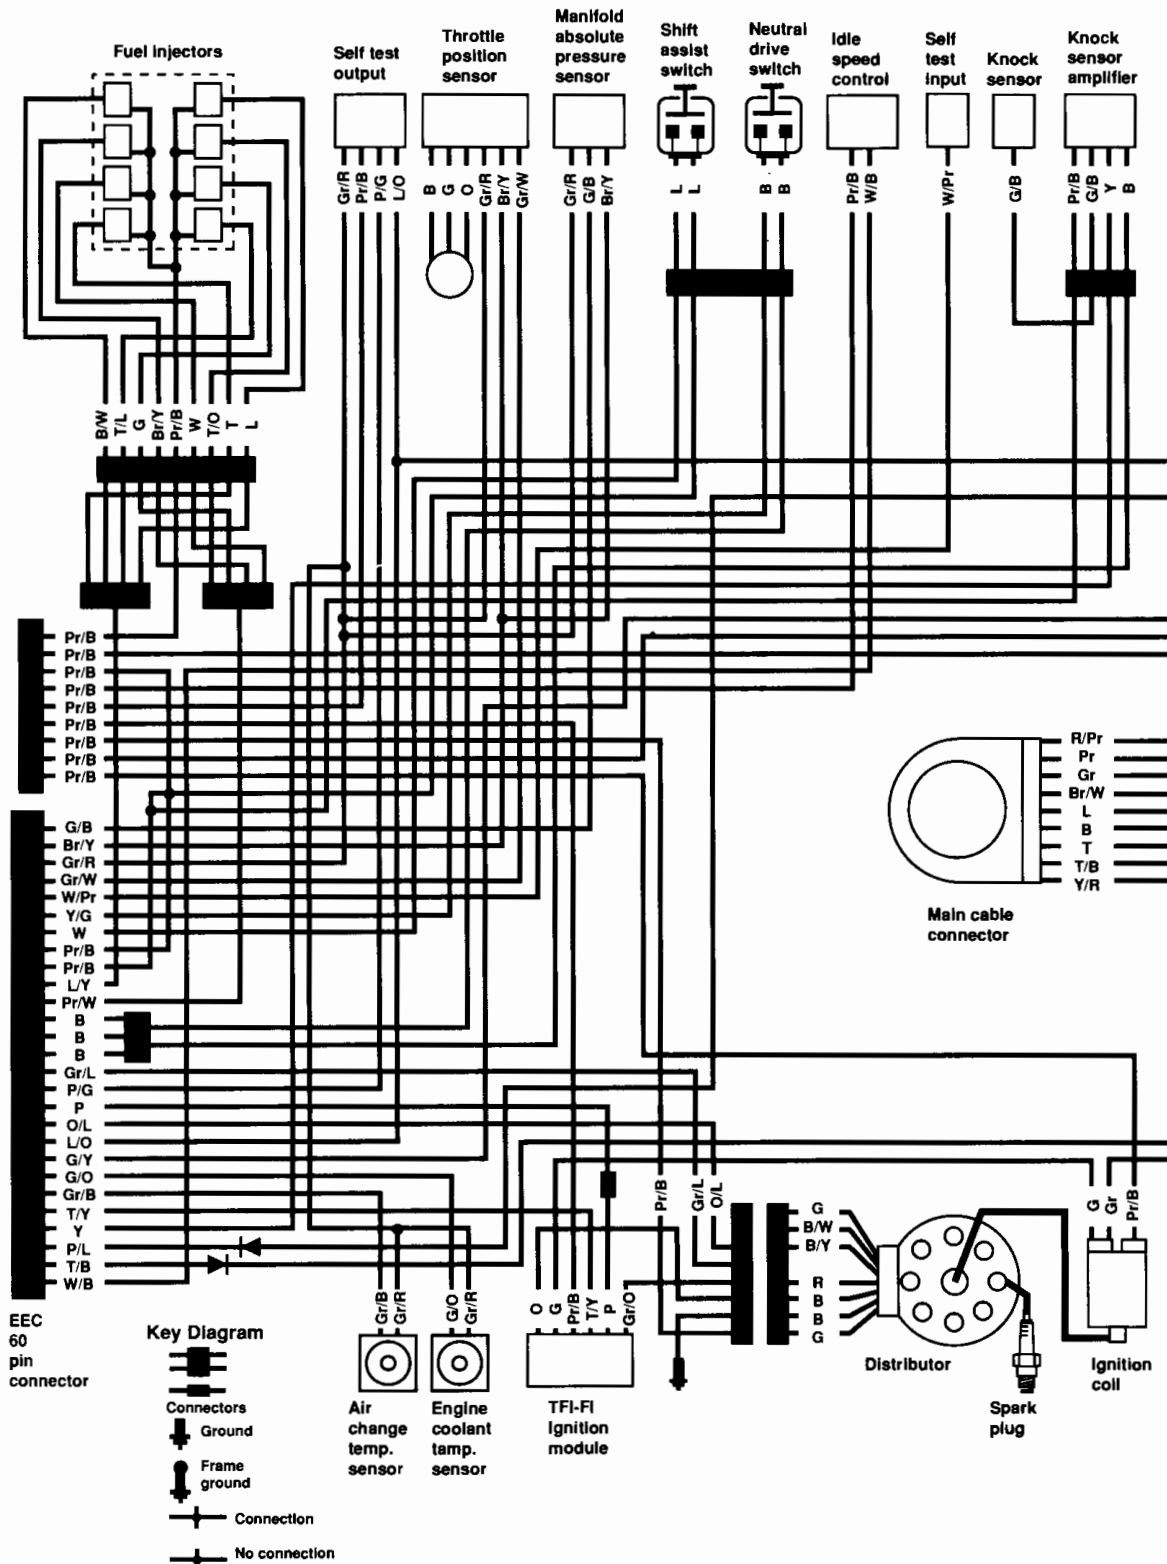 Fuel injectors
Self test
output
Throttle
position
sensor
Manifold
absolute
pressure
sensor
Shift
assist
switch
Neutral
drive
switch
Idle
speed
control
Self
test
input
Knock
sensor
Knock
sensor
amplifier
Gr/R
Pr/B
P/G
L/O
B
G
O
Gr/R
Br/Y
Gr/W
Gr/R
G/B
Br/Y
L
L
B
B
Pr/B
W/B
W/Pr
G/B
Pr/B
G/B
Y
B
B/W
T/L
G
Br/Y
Pr/B
W
T/O
T
L
Pr/B
Pr/B
Pr/B
Pr/B
Pr/B
Pr/B
Pr/B
Pr/B
Pr/B
G/B
Br/Y
Gr/R
Gr/W
W/Pr
Y/G
W
Pr/B
Pr/B
L/Y
Pr/W
B
B
B
Gr/L
P/G
P
O/L
L/O
G/Y
G/O
Gr/B
T/Y
Y
P/L
T/B
W/B
EEC
60
pin
connector
R/Pr
Pr
Gr
Br/W
L
B
T
T/B
Y/R
Main cable
connector
Pr/B
Gr/L
O/L
G
Gr
Pr/B
G
B/W
B/Y
R
B
B
G
Gr/B
Gr/R
G/O
Gr/R
O
G
Pr/B
T/Y
P
Gr/O
Air
change
temp.
sensor
Engine
coolant
tamp.
sensor
TFI-FI
Ignition
module
Distributor
Spark
plug
Ignition
coil
Key Diagram
Connectors
Ground
Frame
ground
Connection
No connection